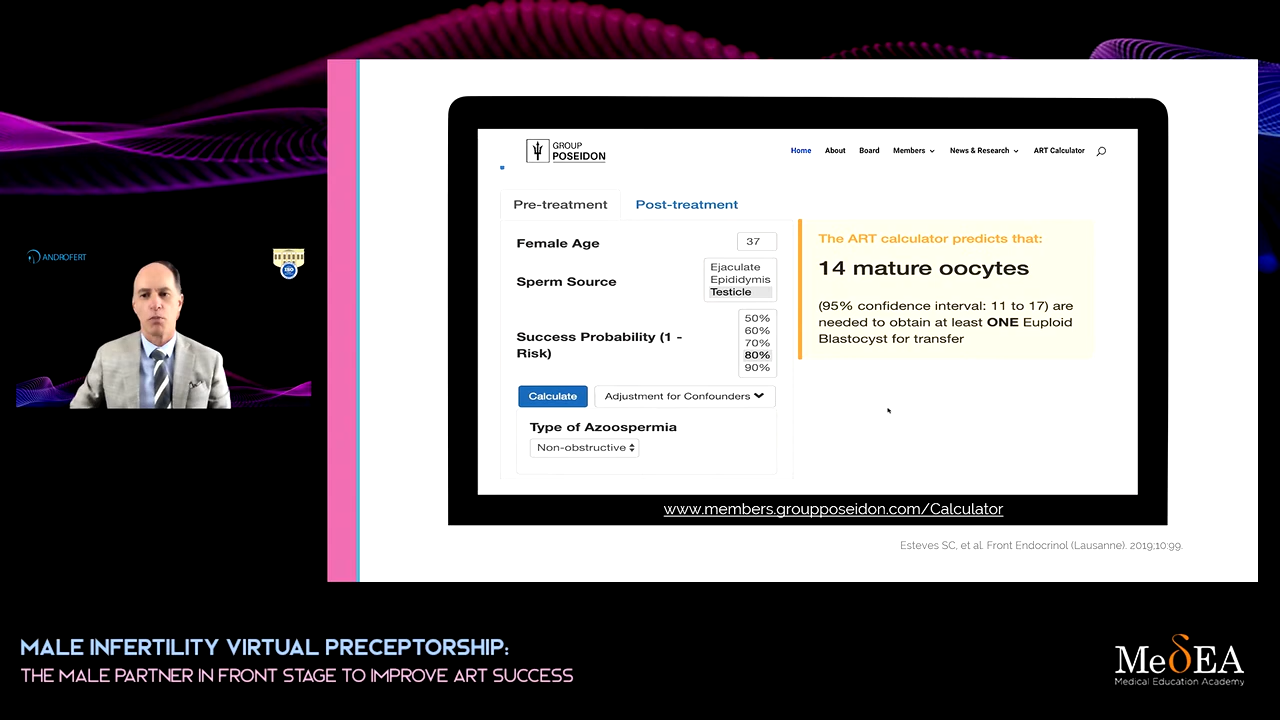 GROUP
POSEIDON
Home About Board Members News & Research ART Calculator
Pre-treatment Post-treatment
Female Age 37
Sperm Source
Ejaculate
Epididymis
Testicle
Success Probability (1 -
Risk)
50%
60%
70%
80%
90%
Calculate Adjustment for Confounders
Type of Azoospermia
Non-obstructive
The ART calculator predicts that:
14 mature oocytes
(95% confidence interval: 11 to 17) are
needed to obtain at least ONE Euploid
Blastocyst for transfer
www.members.groupposeidon.com/Calculator
Esteves SC, et al. Front Endocrinol (Lausanne). 2019;10:99.
ANDROFERT
ISO
MALE INFERTILITY VIRTUAL PRECEPTORSHIP:
THE MALE PARTNER IN FRONT STAGE TO IMPROVE ART SUCCESS
MeδEA
Medical Education Academy